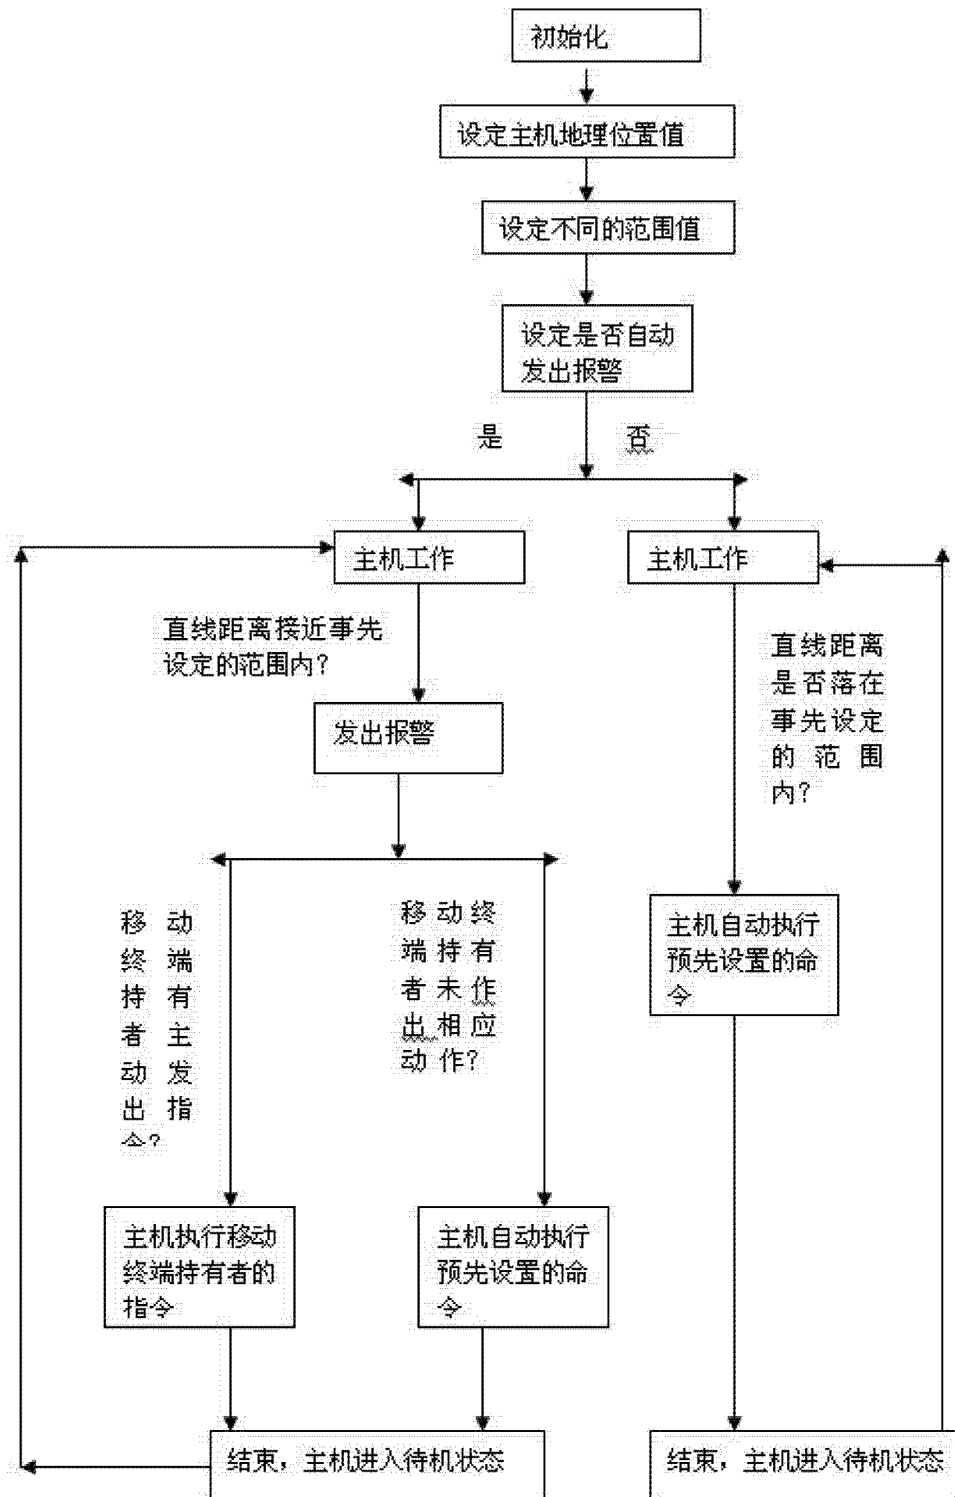 初始化
设定主机地理位置值
设定不同的范围值
设定是否自动
发出报警
是
否
主机工作
主机工作
直线距离接近事先
设定的范围内?
直线距离
是否落在
事先设定
的范围
内?
发出报警
移动
终端
持有
者主
动发
出指
令?
移动终
端持有
者未作
出相应
动作?
主机自动执行
预先设置的命
令
主机执行移动
终端持有者的
指令
主机自动执行
预先设置的命
令
结束，主机进入待机状态
结束，主机进入待机状态